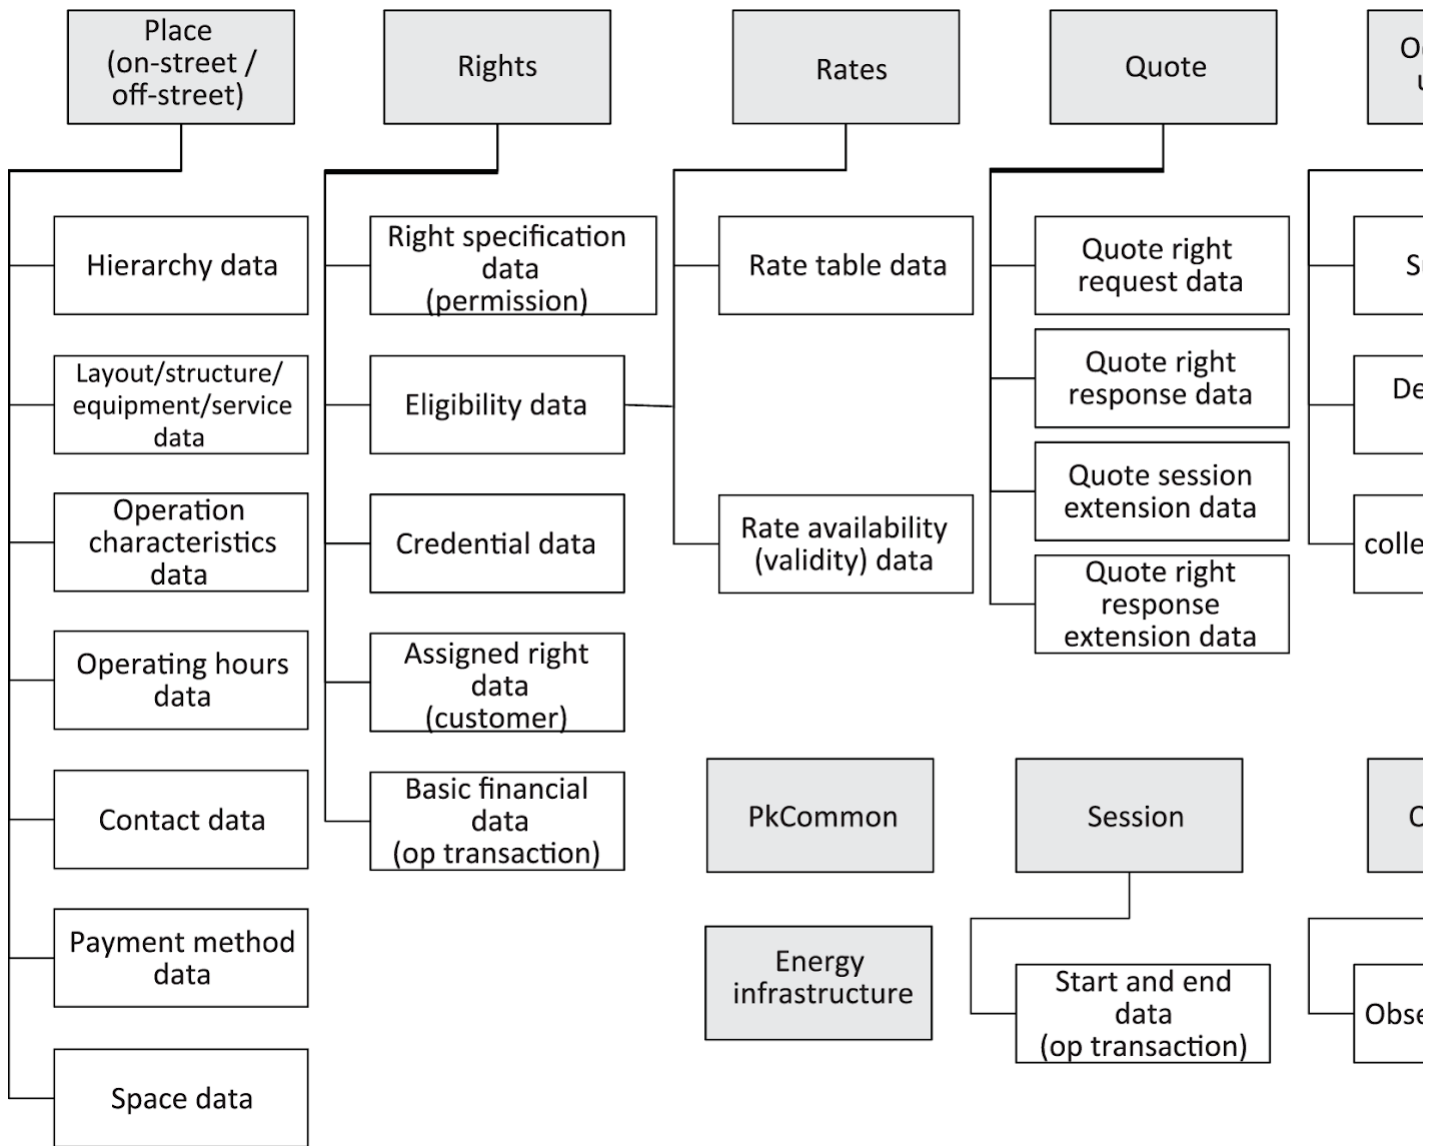 Place
(on-street /
off-street)
Hierarchy data
Layout/structure/
equipment/service
data
Operation
characteristics
data
Operating hours
data
Contact data
Payment method
data
Space data
Rights
Right specification
data
(permission)
Eligibility data
Credential data
Assigned right
data
(customer)
Basic financial
data
(op transaction)
Rates
Rate table data
Rate availability
(validity) data
Quote
Quote right
request data
Quote right
response data
Quote session
extension data
Quote right
response
extension data
PkCommon
Energy
infrastructure
Session
Start and end
data
(op transaction)